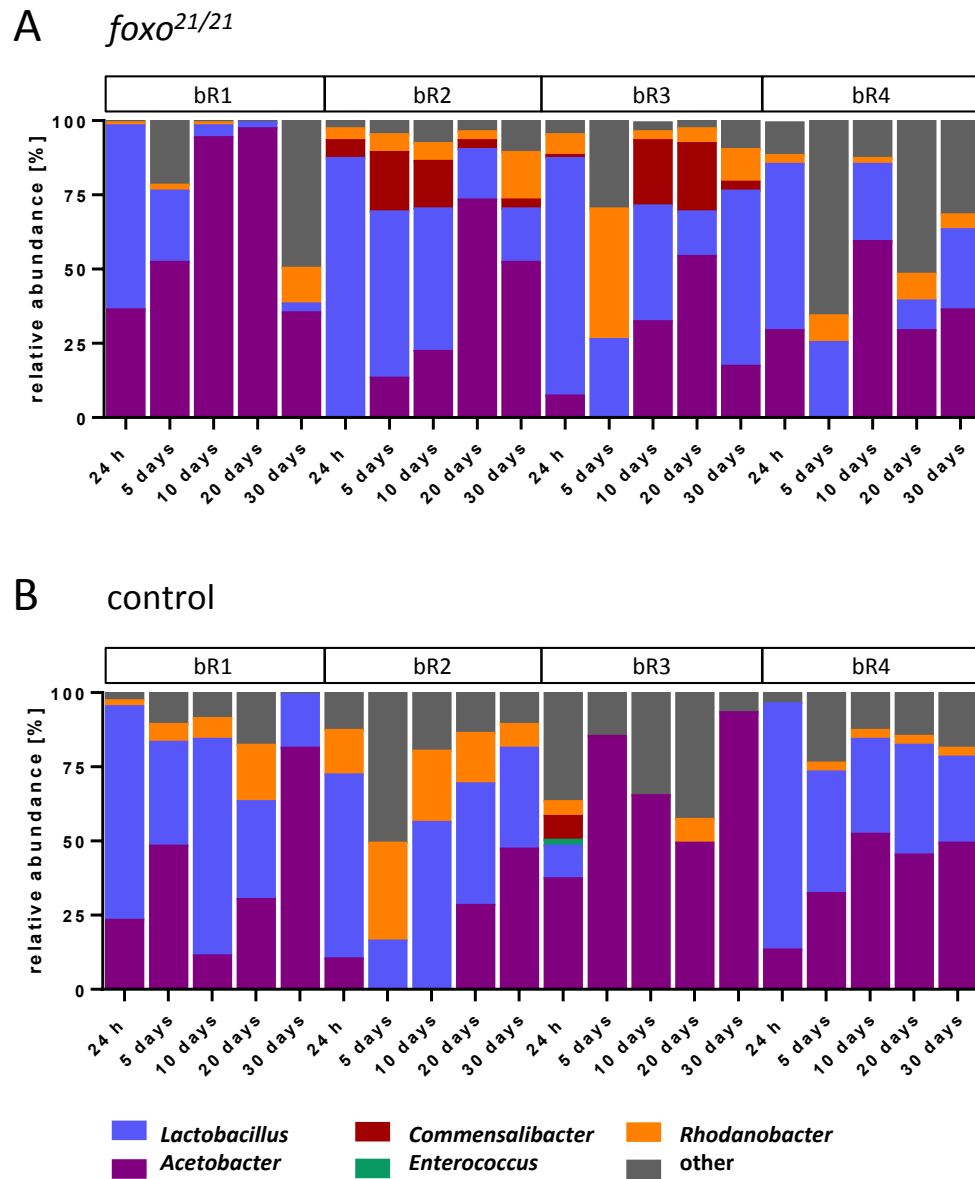 A foxo21/21
bR1 bR2 bR3 bR4
relative abundance [%]
100
75
50
25
0
24 h 5 days 10 days 20 days 30 days 24 h 5 days 10 days 20 days 30 days 24 h 5 days 10 days 20 days 30 days 24 h 5 days 10 days 20 days 30 days
B control
bR1 bR2 bR3 bR4
relative abundance [%]
100
75
50
25
0
24 h 5 days 10 days 20 days 30 days 24 h 5 days 10 days 20 days 30 days 24 h 5 days 10 days 20 days 30 days 24 h 5 days 10 days 20 days 30 days
Lactobacillus Commensalibacter Rhodanobacter
Acetobacter Enterococcus other